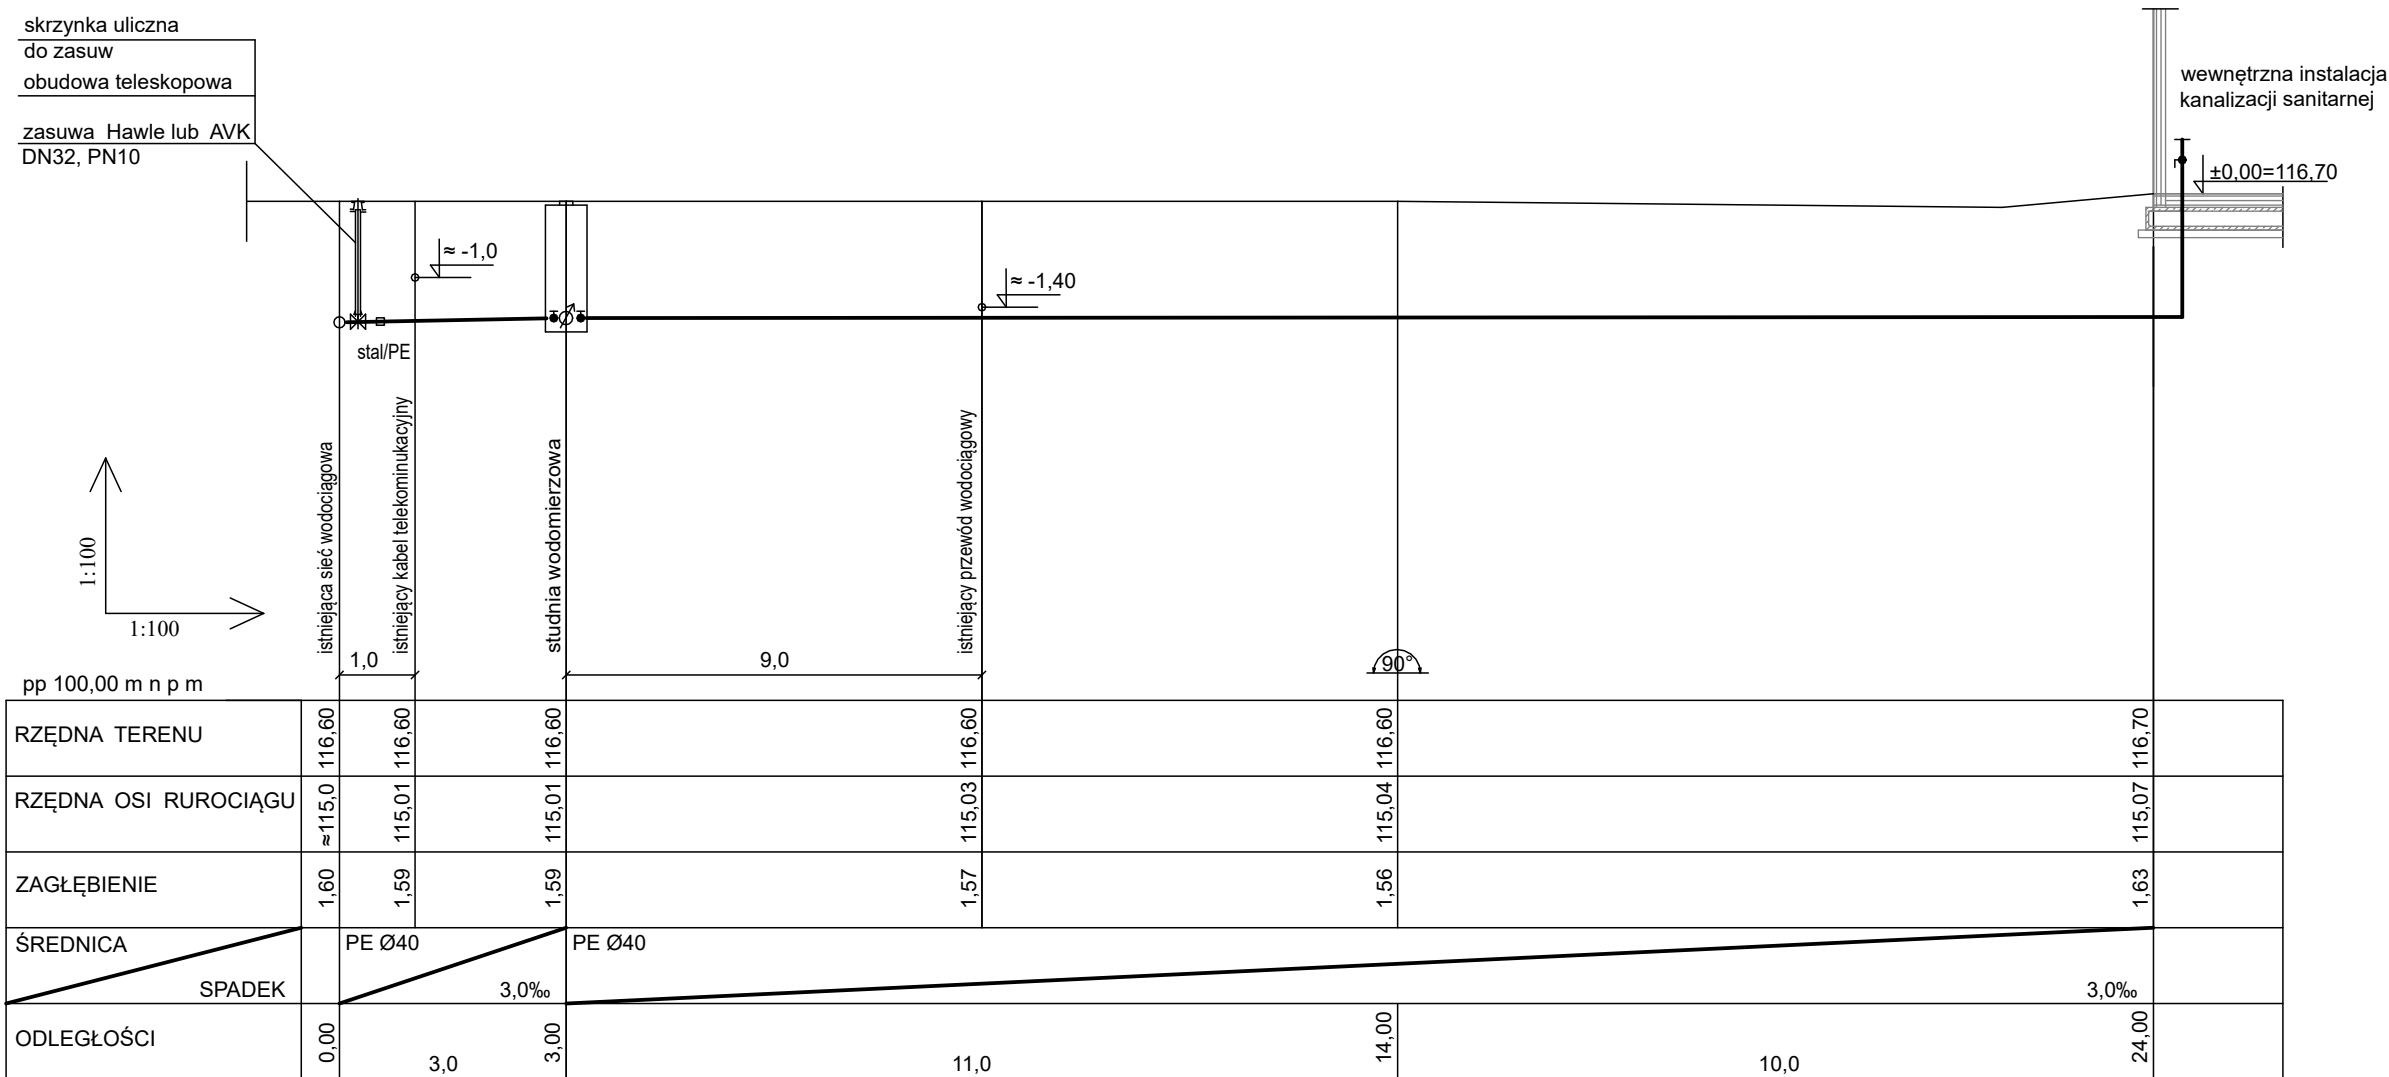 skrzynka uliczna
do zasuw
obudowa teleskopowa
zasuwa Hawle lub AVK
DN32, PN10
wewnętrzna instalacja
kanalizacji sanitarnej
±0,00=116,70
≈ -1,0
≈ -1,40
stal/PE
istniejąca sieć wodociągowa
istniejący kabel telekominukacyjny
studnia wodomierzowa
istniejący przewód wodociągowy
1:100
1:100
1,0
9,0
90°
pp 100,00 m n p m
RZĘDNA TERENU
116,60
116,60
116,60
116,60
116,60
116,70
RZĘDNA OSI RUROCIĄGU
≈115,0
115,01
115,01
115,03
115,04
115,07
ZAGŁĘBIENIE
1,60
1,59
1,59
1,57
1,56
1,63
ŚREDNICA
PE Ø40
PE Ø40
SPADEK
3,0‰
3,0‰
ODLEGŁOŚCI
0,00
3,00
14,00
24,00
3,0
11,0
10,0